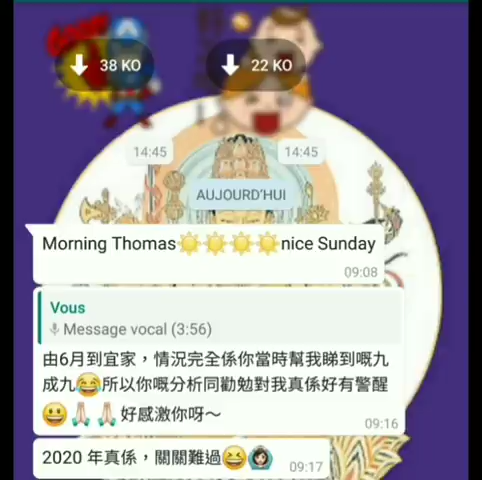 38 KO
22 KO
14:45
14:45
AUJOURD'HUI
Morning Thomas☀️☀️☀️☀️nice Sunday
09:08
Vous
Message vocal (3:56)
由6月到宜家，情況完全係你當時幫我睇到嘅九
成九😂所以你嘅分析同勸勉對我真係好有警醒
😃🙏🏻🙏🏻好感激你呀～
09:16
2020 年真係，關關難過😆🙆🏻‍♀️
09:17